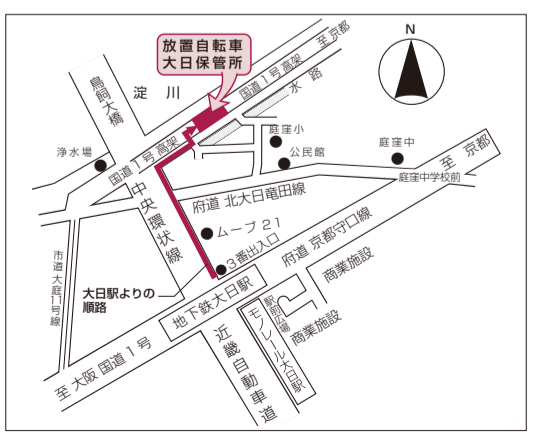 放置自転車
大日保管所
N
至 京都
国道1号 高架
水路
鳥飼大橋
淀川
浄水場
国道1号 高架
庭窪小
公民館
庭窪中
至 京都
庭窪中学校前
府道 北大日竜田線
中央環状線
ムーブ21
3番出入口
府道 京都守口線
商業施設
市道大庭11号線
大日駅よりの
順路
地下鉄大日駅
駅前広場
モノレール大日駅
商業施設
至 大阪 国道1号
近畿自動車道